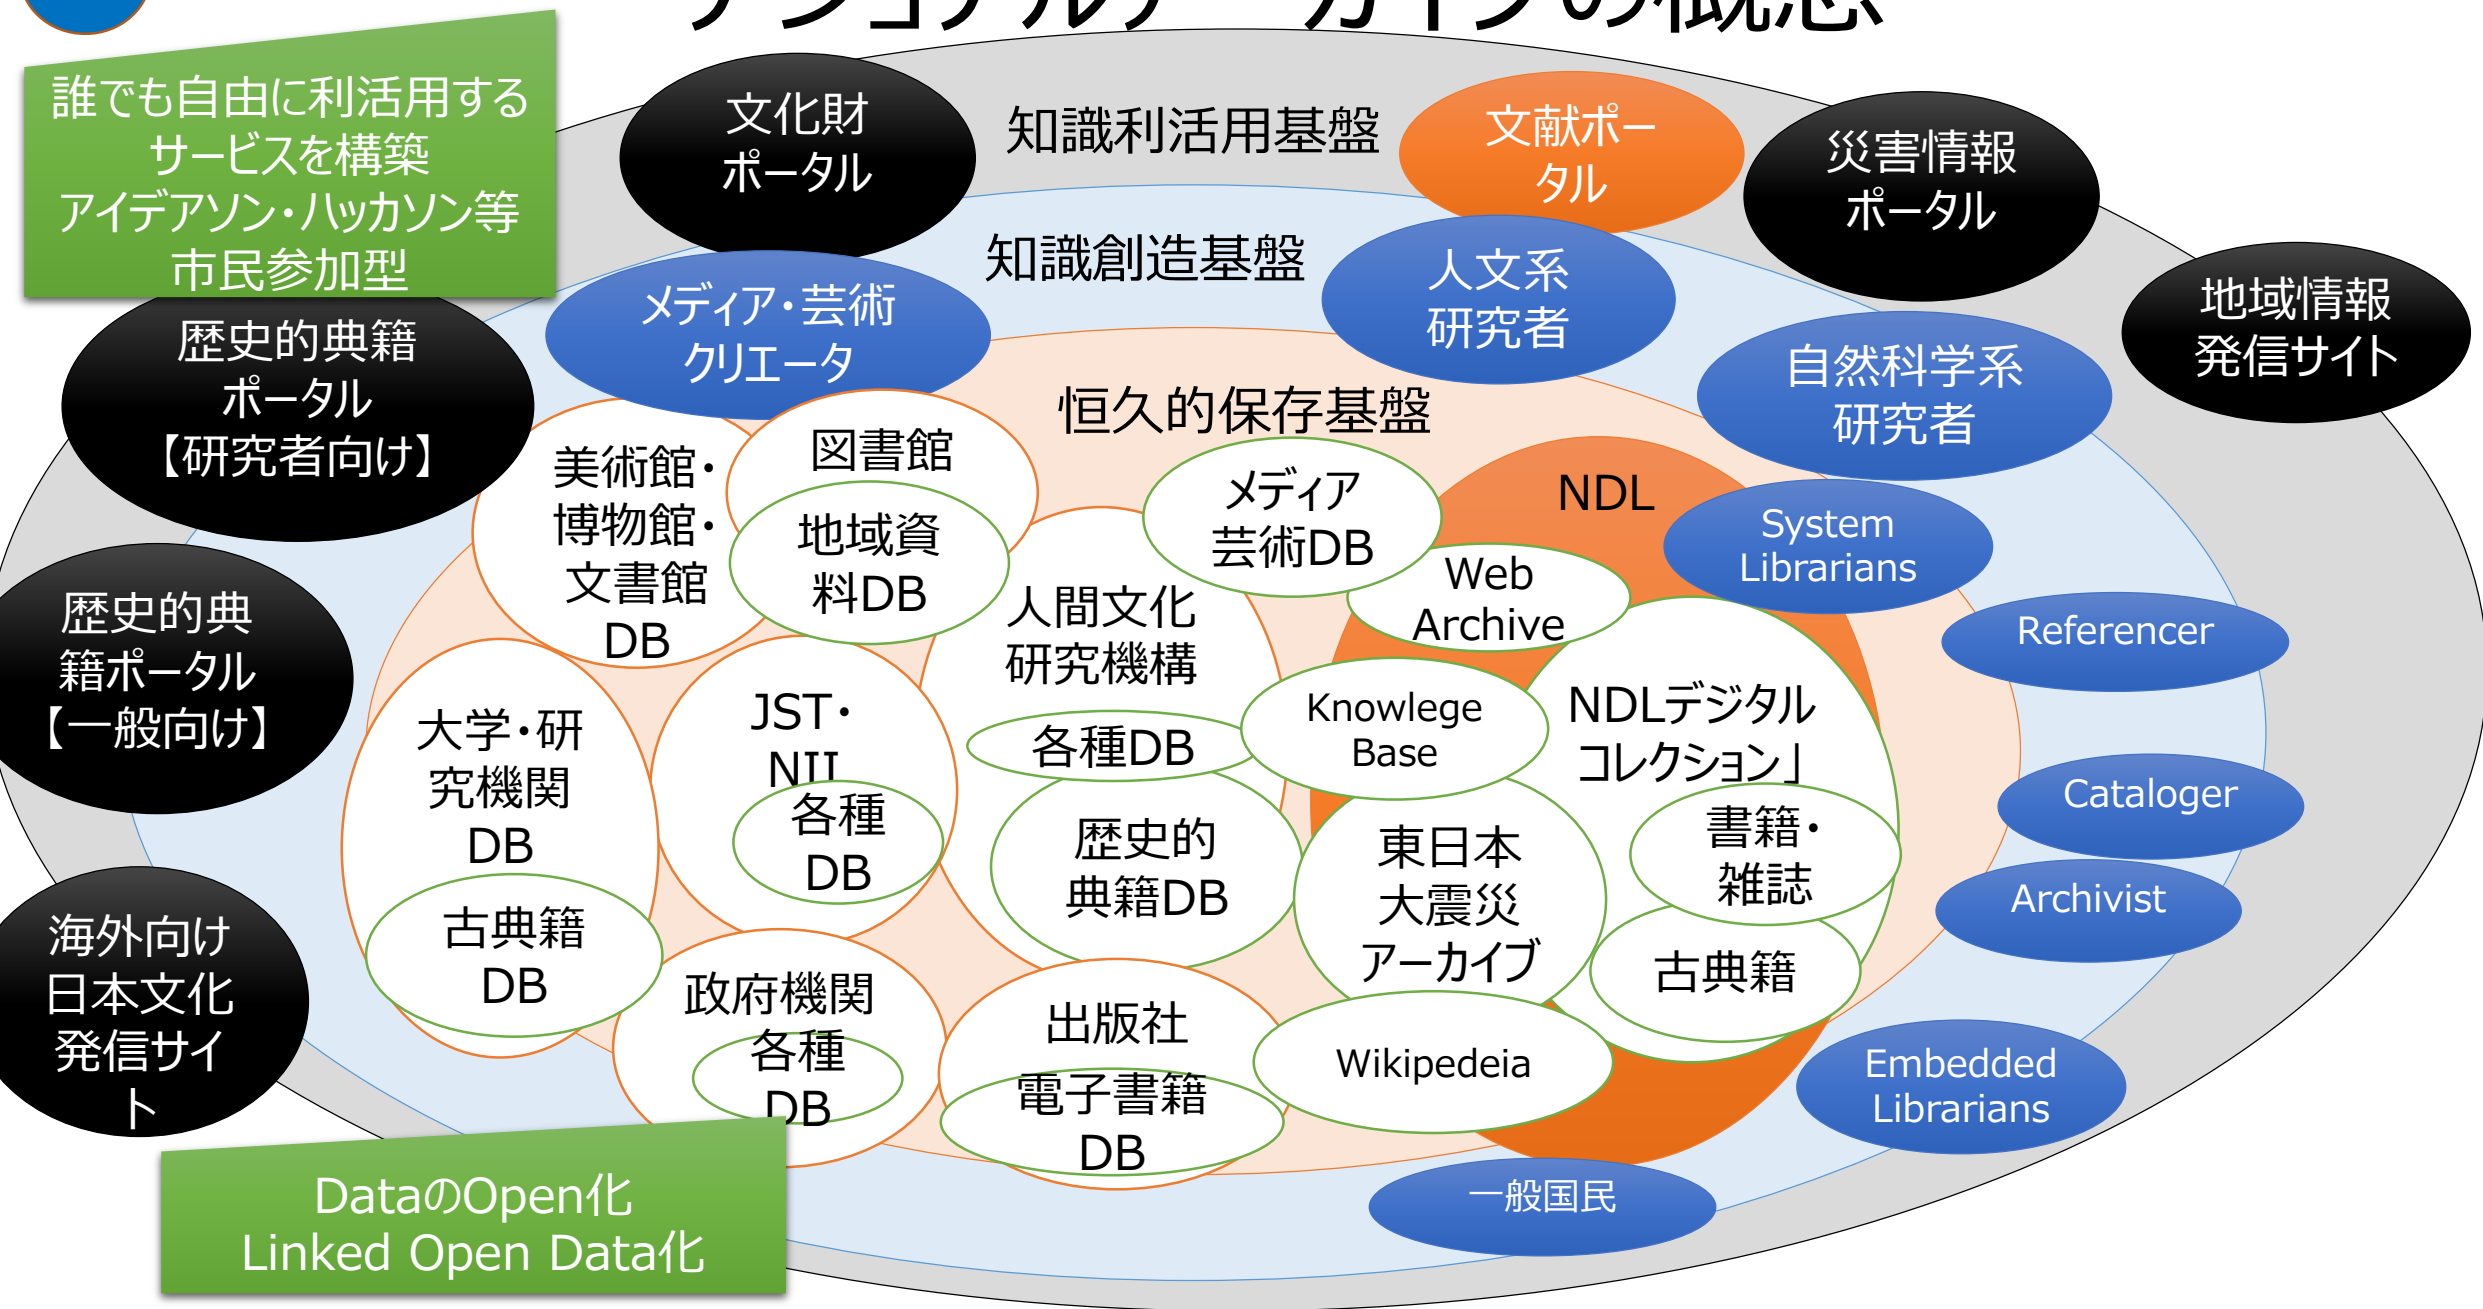 ナショナルアーカイブの概念
誰でも自由に利活用する
サービスを構築
アイデアソン・ハッカソン等
市民参加型
文化財
ポータル
知識利活用基盤
文献ポー
タル
災害情報
ポータル
地域情報
発信サイト
知識創造基盤
人文系
研究者
メディア・芸術
クリエータ
自然科学系
研究者
歴史的典籍
ポータル
【研究者向け】
恒久的保存基盤
美術館・
博物館・
文書館
DB
図書館
地域資
料DB
メディア
芸術DB
NDL
System
Librarians
Web
Archive
人間文化
研究機構
歴史的典
籍ポータル
【一般向け】
Referencer
大学・研
究機関
DB
JST・
NII
各種
DB
各種DB
Knowlege
Base
NDLデジタル
コレクション」
書籍・
雑誌
Cataloger
歴史的
典籍DB
東日本
大震災
アーカイブ
Archivist
古典籍
DB
古典籍
海外向け
日本文化
発信サイ
ト
政府機関
各種
DB
出版社
電子書籍
DB
Wikipedeia
Embedded
Librarians
一般国民
DataのOpen化
Linked Open Data化